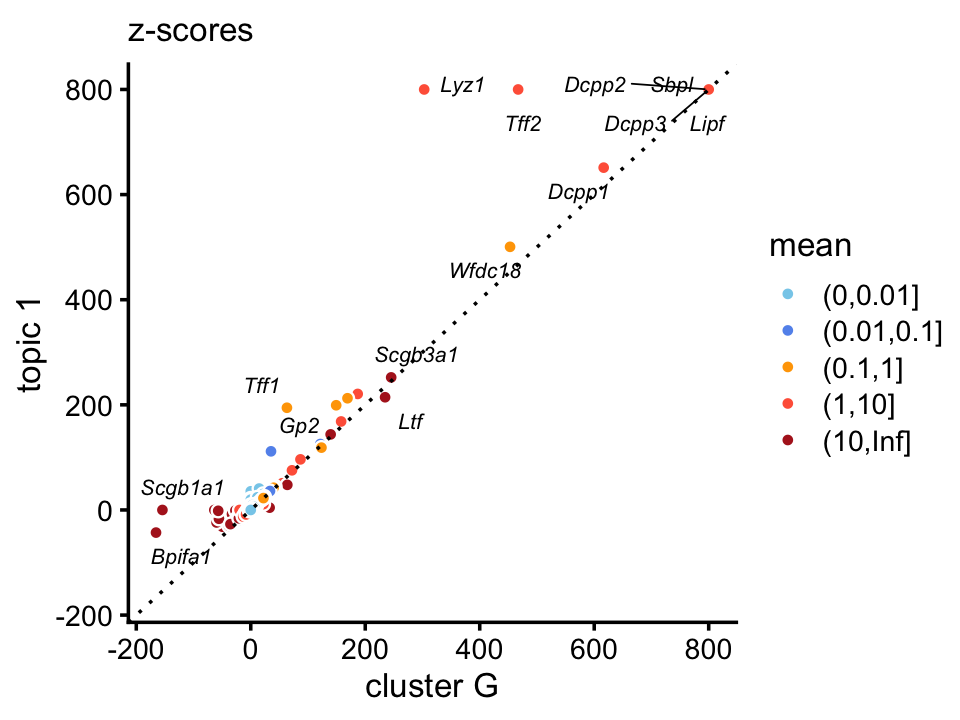 z-scores
800
Lyz1
Dcpp2
Sbpl
Tff2
Dcpp3
Lipf
600
Dcpp1
Wfdc18
400
Scgb3a1
Tff1
Gp2
Ltf
200
Scgb1a1
0
Bpifa1
-200
-200 0 200 400 600 800
cluster G
topic 1
mean
(0,0.01]
(0.01,0.1]
(0.1,1]
(1,10]
(10,Inf]